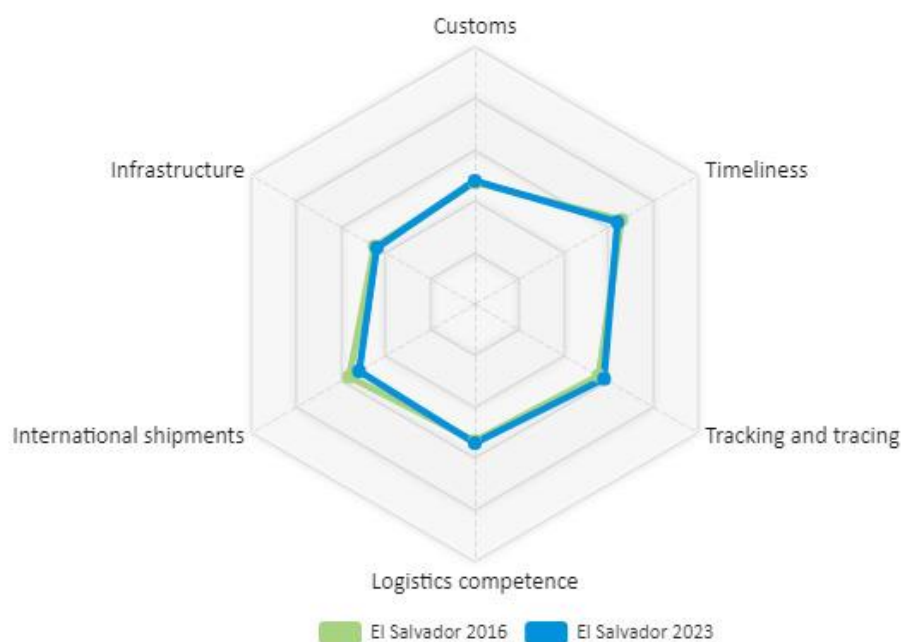 Customs
Infrastructure
Timeliness
International shipments
Tracking and tracing
Logistics competence
El Salvador 2016
El Salvador 2023